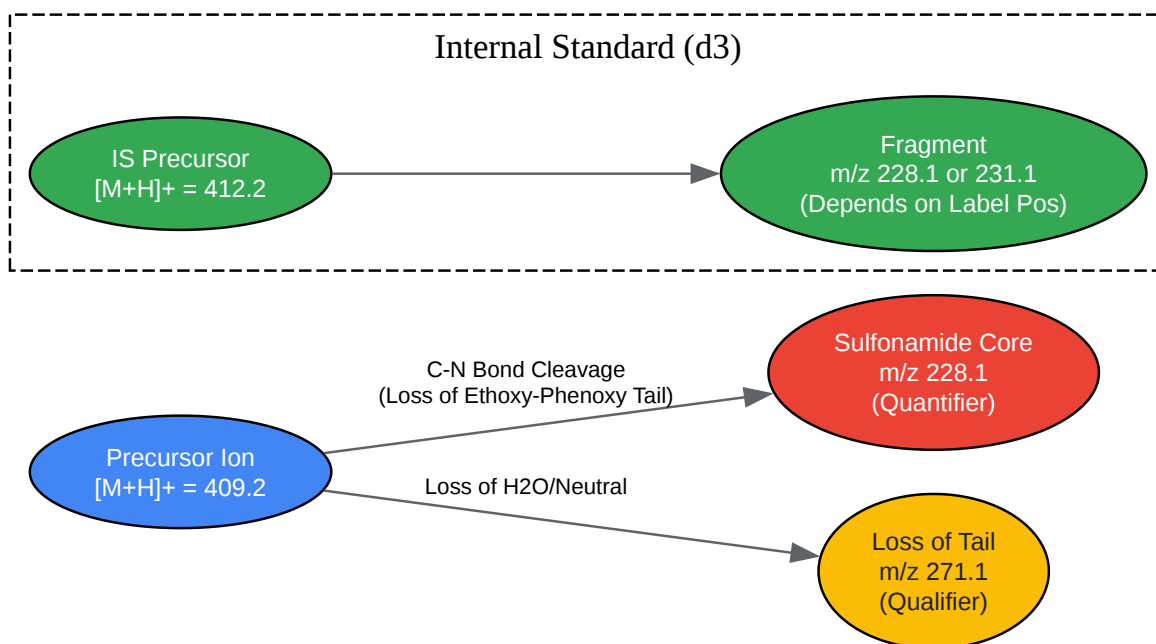 Internal Standard (d3)
IS Precursor
[M+H]+ = 412.2
Fragment
m/z 228.1 or 231.1
(Depends on Label Pos)
C-N Bond Cleavage
(Loss of Ethoxy-Phenoxy Tail)
Sulfonamide Core
m/z 228.1
(Quantifier)
Precursor Ion
[M+H]+ = 409.2
Loss of H2O/Neutral
Loss of Tail
m/z 271.1
(Qualifier)